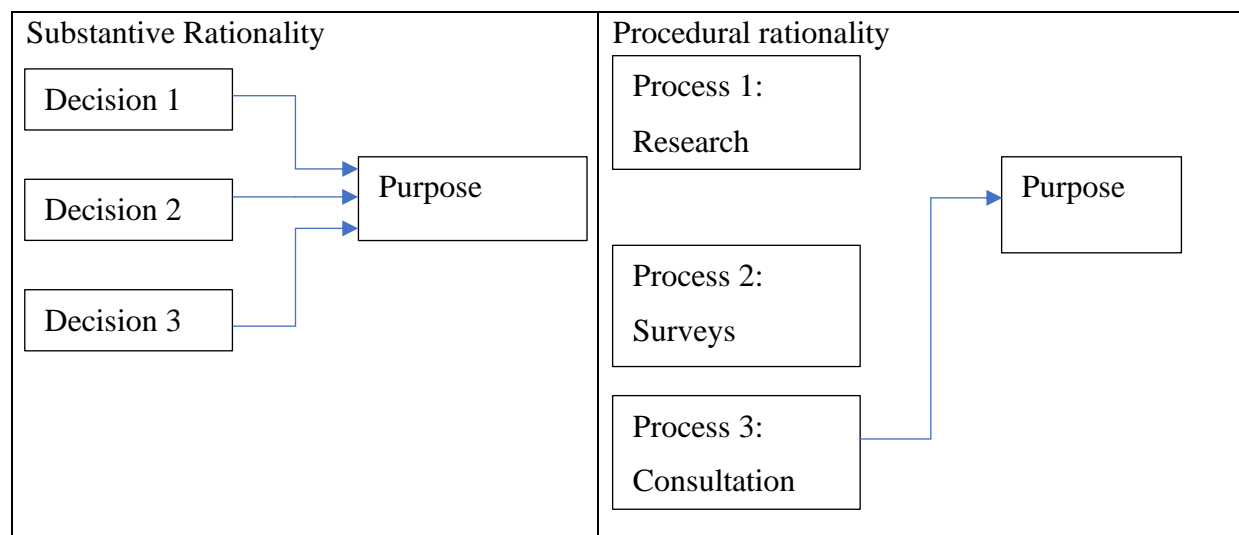 Substantive Rationality
Decision 1
Decision 2
Decision 3
Purpose
Procedural rationality
Process 1:
Research
Process 2:
Surveys
Process 3:
Consultation
Purpose